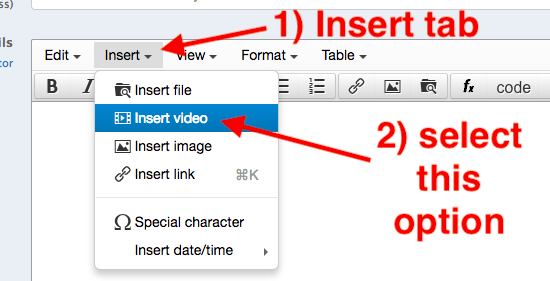 ss)
ils
tor
1) Insert tab
Edit Insert View Format Table
B I fx code
Insert file
Insert video
Insert image
Insert link ⌘K
Special character
Insert date/time
2) select
this
option